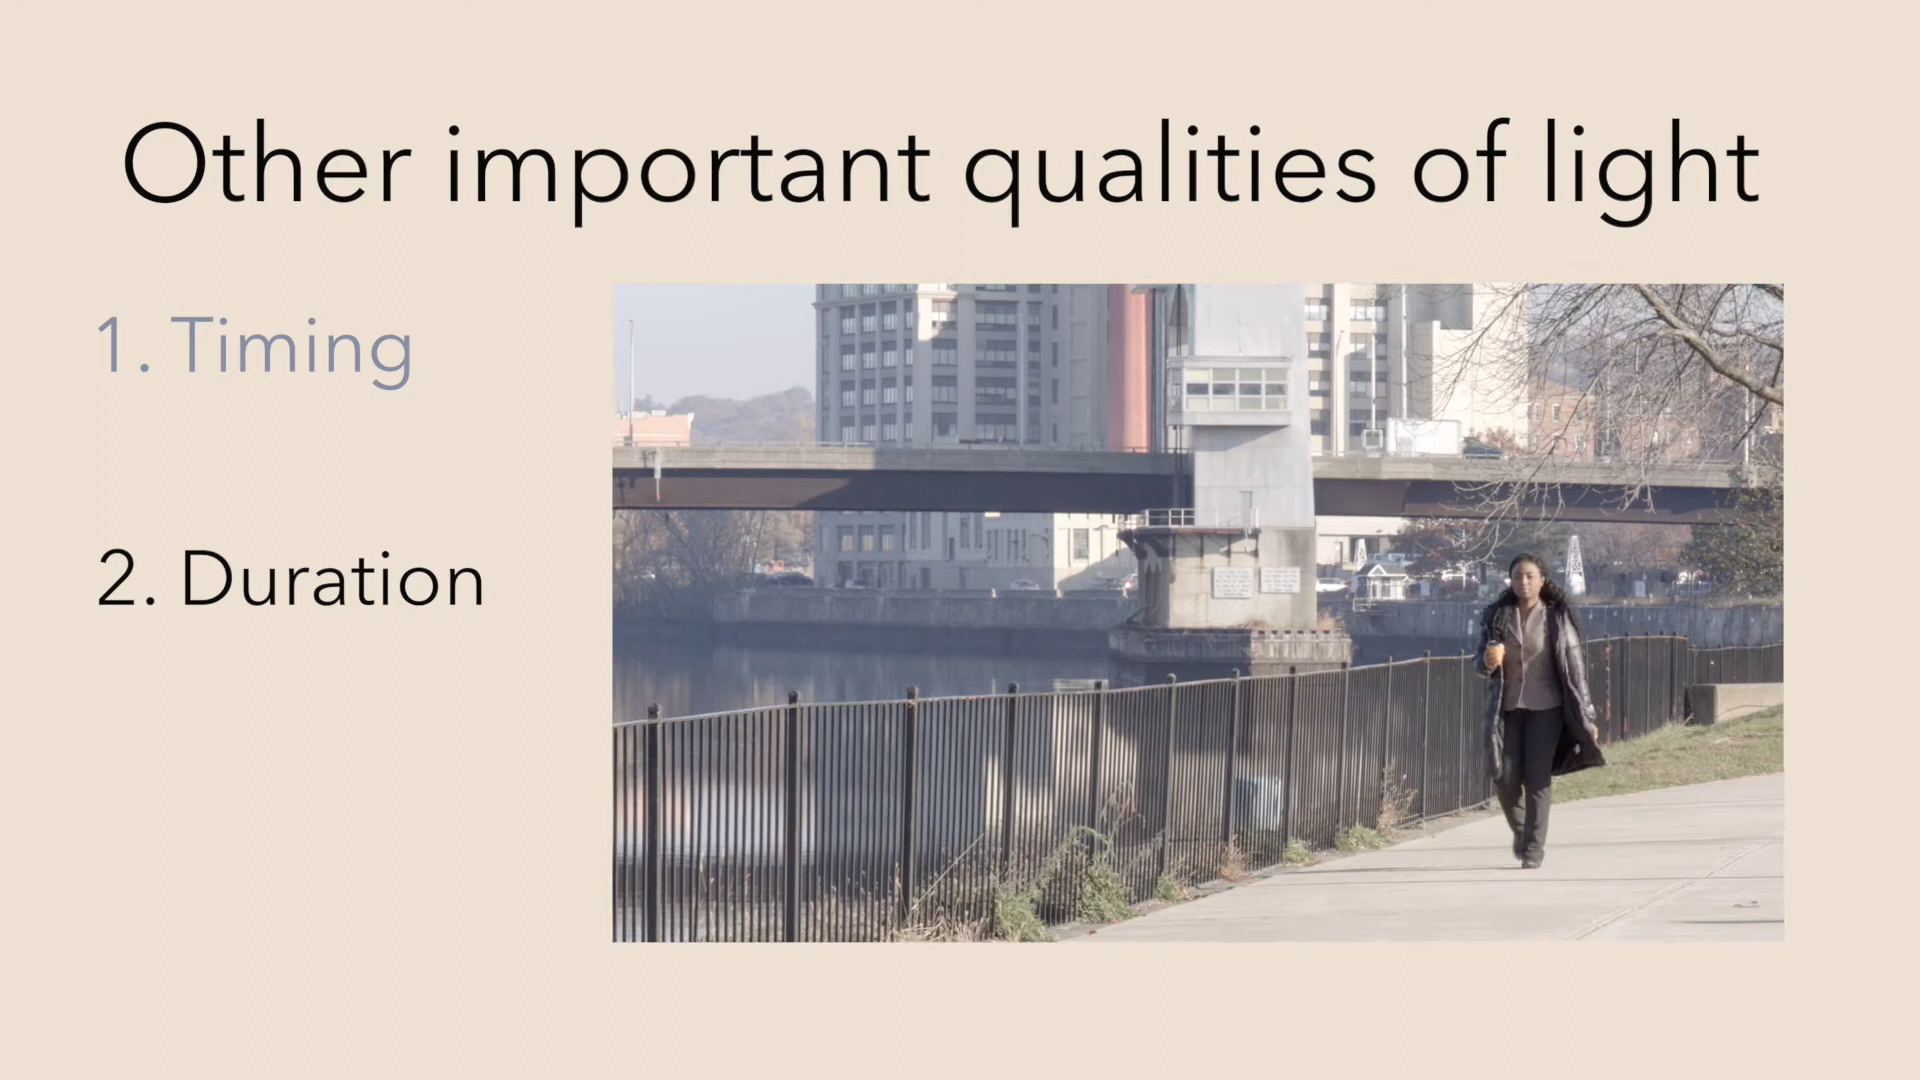 Other important qualities of light
1. Timing
2. Duration